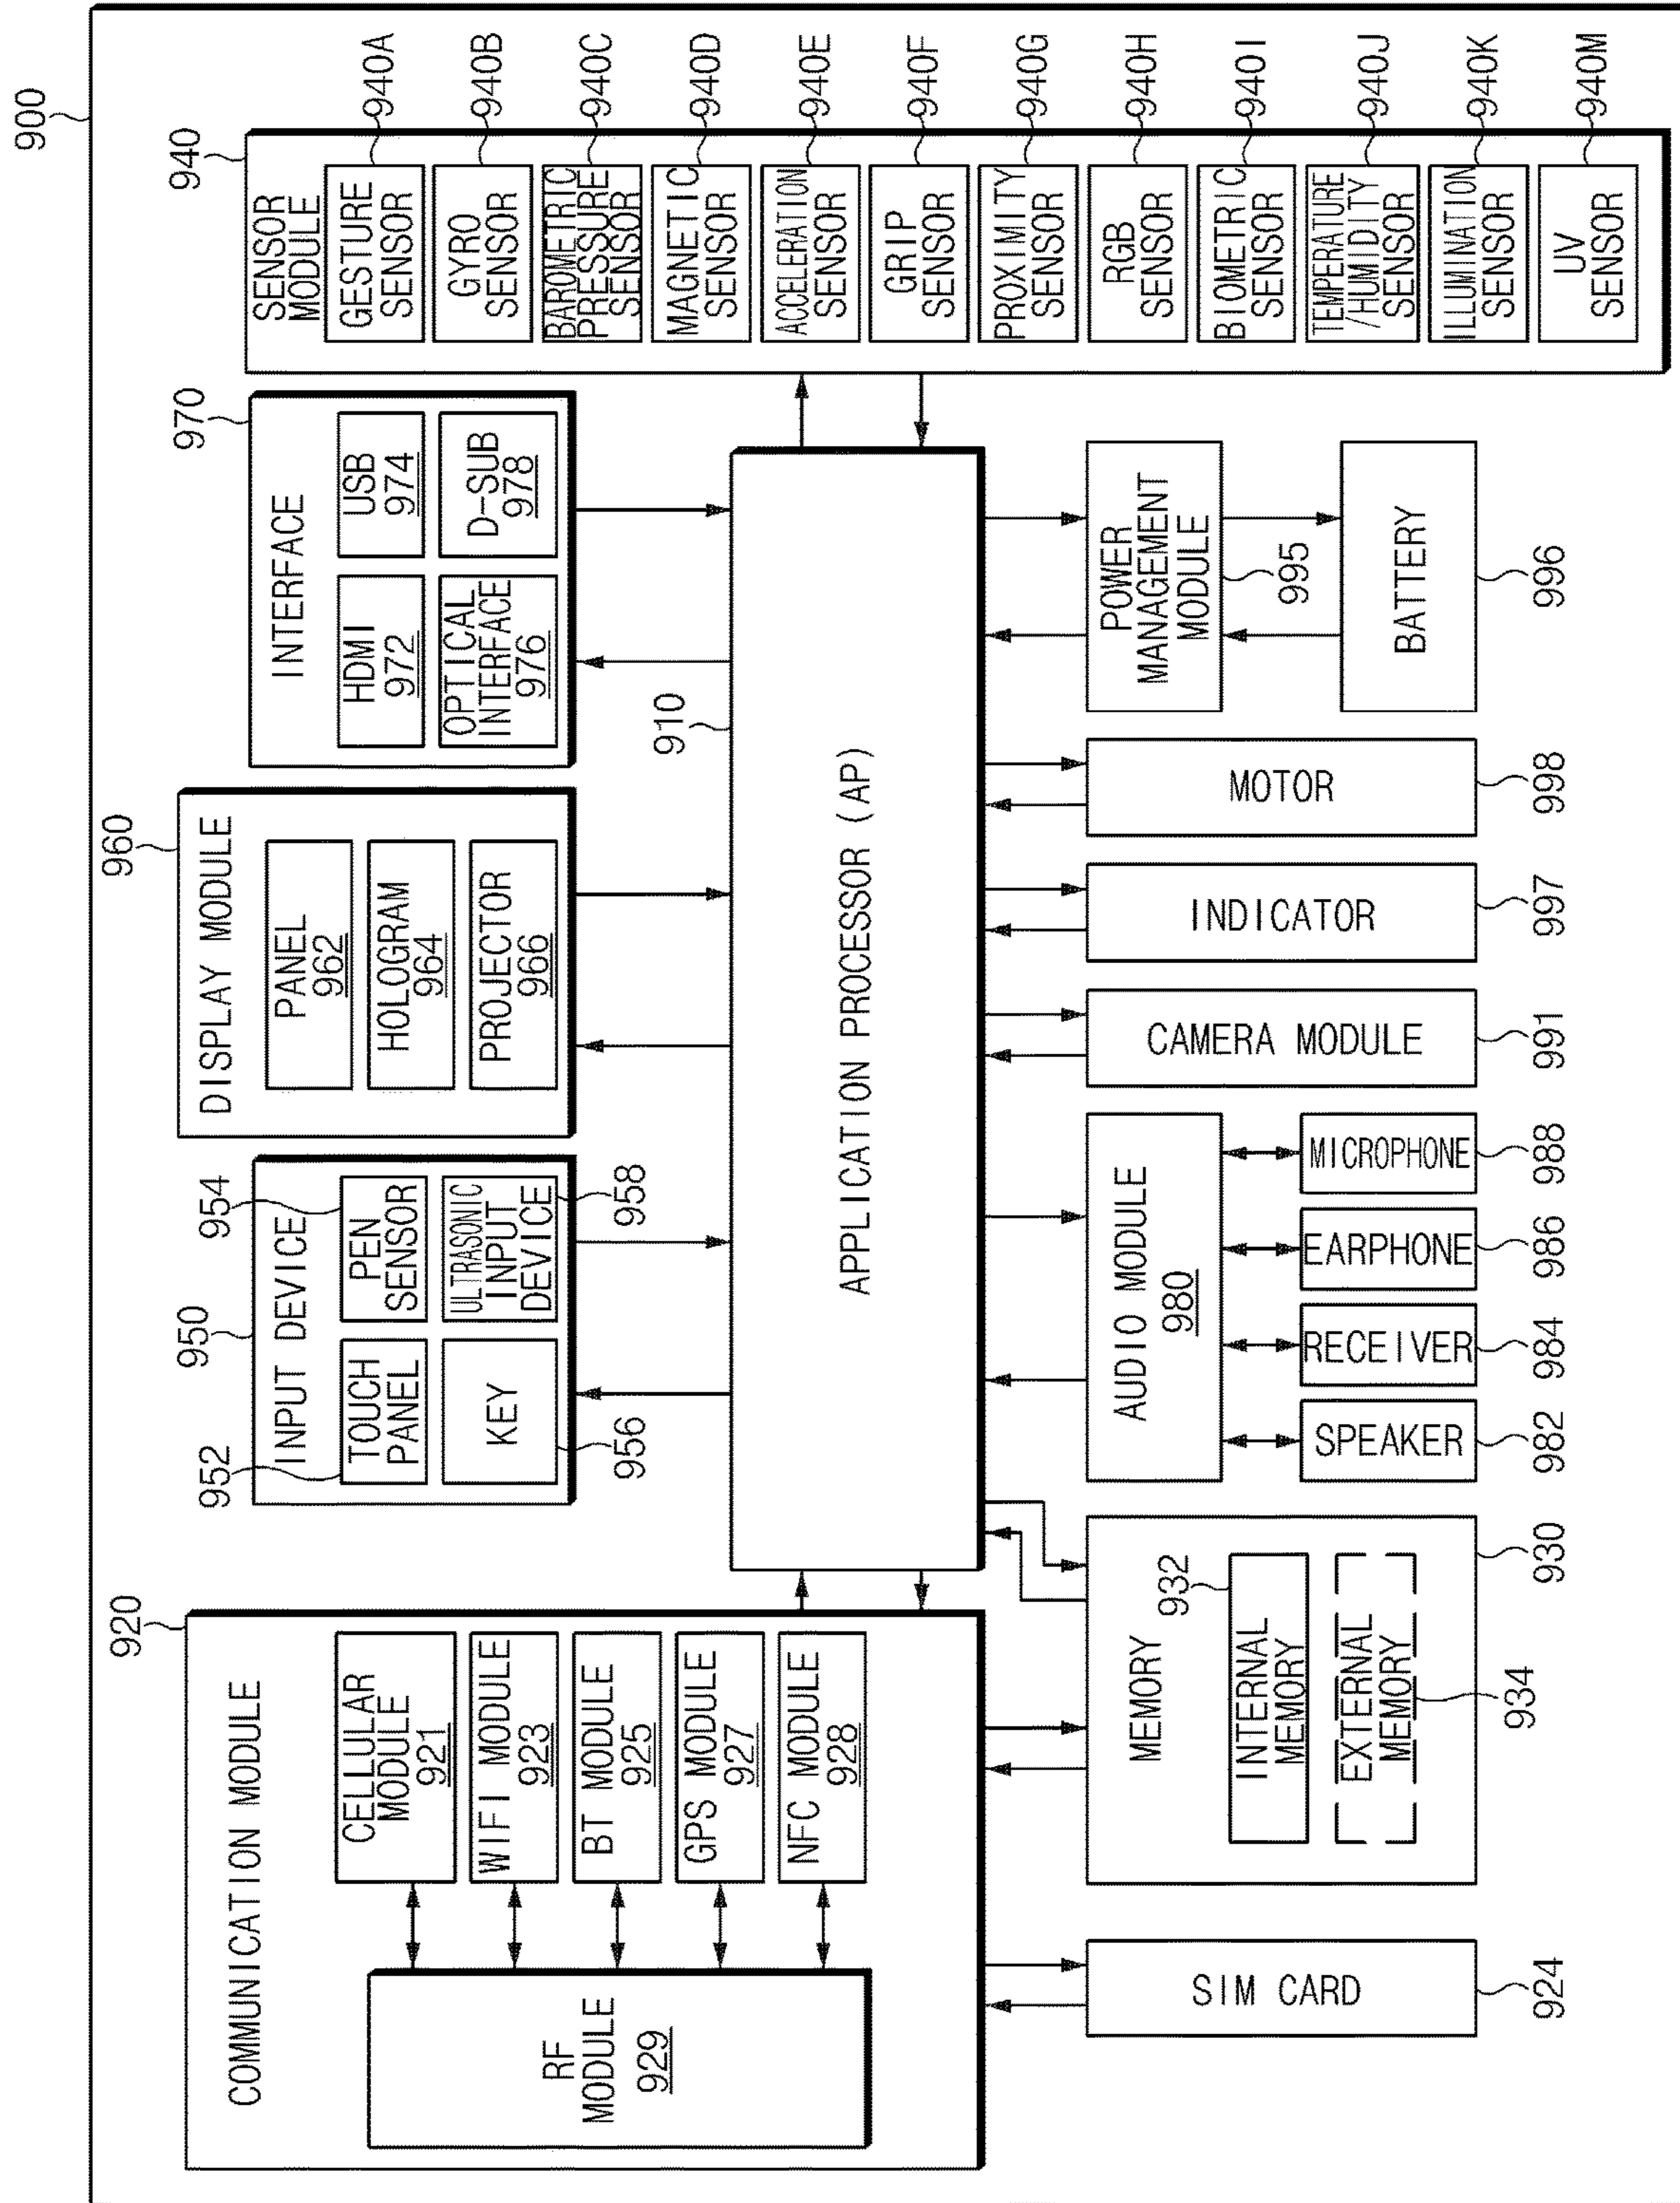 900
COMMUNICATION MODULE
920
RF
MODULE
929
CELLULAR
MODULE
921
WIFI MODULE
923
BT MODULE
925
GPS MODULE
927
NFC MODULE
928
INPUT DEVICE
950
952
TOUCH
PANEL
954
PEN
SENSOR
KEY
956
ULTRASONIC
INPUT
DEVICE
958
DISPLAY MODULE
960
PANEL
962
HOLOGRAM
964
PROJECTOR
966
INTERFACE
970
HDMI
972
USB
974
OPTICAL
INTERFACE
976
D-SUB
978
SENSOR
MODULE
940
GESTURE
SENSOR
940A
GYRO
SENSOR
940B
BAROMETRIC
PRESSURE
SENSOR
940C
MAGNETIC
SENSOR
940D
ACCELERATION
SENSOR
940E
GRIP
SENSOR
940F
PROXIMITY
SENSOR
940G
RGB
SENSOR
940H
BIOMETRIC
SENSOR
940I
TEMPERATURE
/HUMIDITY
SENSOR
940J
ILLUMINATION
SENSOR
940K
UV
SENSOR
940M
910
APPLICATION PROCESSOR (AP)
SIM CARD
924
MEMORY
932
INTERNAL
MEMORY
EXTERNAL
MEMORY
934
930
AUDIO MODULE
980
SPEAKER
982
RECEIVER
984
EARPHONE
986
MICROPHONE
988
CAMERA MODULE
991
INDICATOR
997
MOTOR
998
POWER
MANAGEMENT
MODULE
995
BATTERY
996